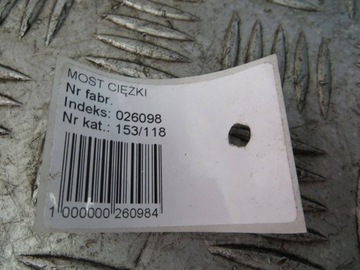 MOST CIĘŻKI
Nr fabr.
Indeks: 026098
Nr kat.: 153/118
1 000000 260984